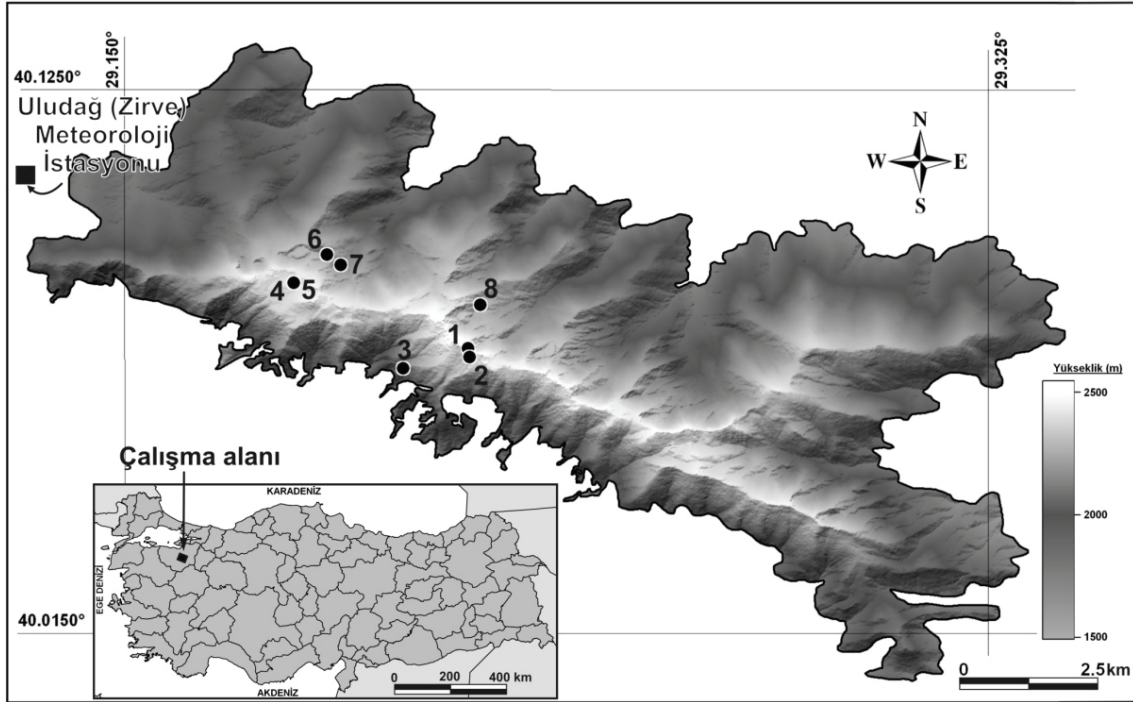 29.150°
29.325°
40.1250°
Uludağ (Zirve)
Meteoroloji
İstasyonu
N
W E
S
6
7
4 5
8
1
3
2
Yükseklik (m)
2500
2000
1500
Çalışma alanı
KARADENİZ
EGE DENİZİ
AKDENİZ
0 200 400 km
40.0150°
0 2.5km